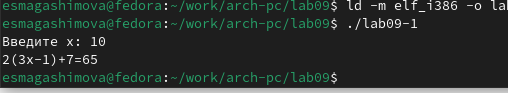 esmagashimova@fedora:~/work/arch-pc/lab09$ ld -m elf_i386 -o lab
esmagashimova@fedora:~/work/arch-pc/lab09$ ./lab09-1
Введите x: 10
2(3x-1)+7=65
esmagashimova@fedora:~/work/arch-pc/lab09$